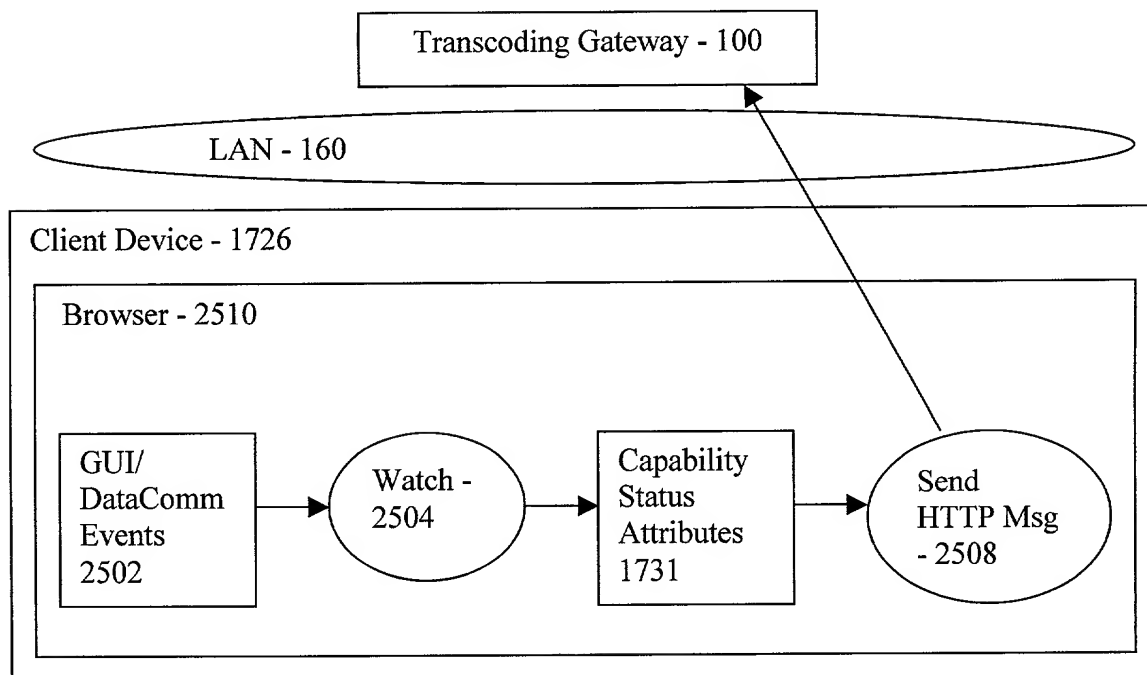 Transcoding Gateway - 100
LAN - 160
Client Device - 1726
Browser - 2510
GUI/
DataComm
Events
2502
Watch -
2504
Capability
Status
Attributes
1731
Send
HTTP Msg
- 2508